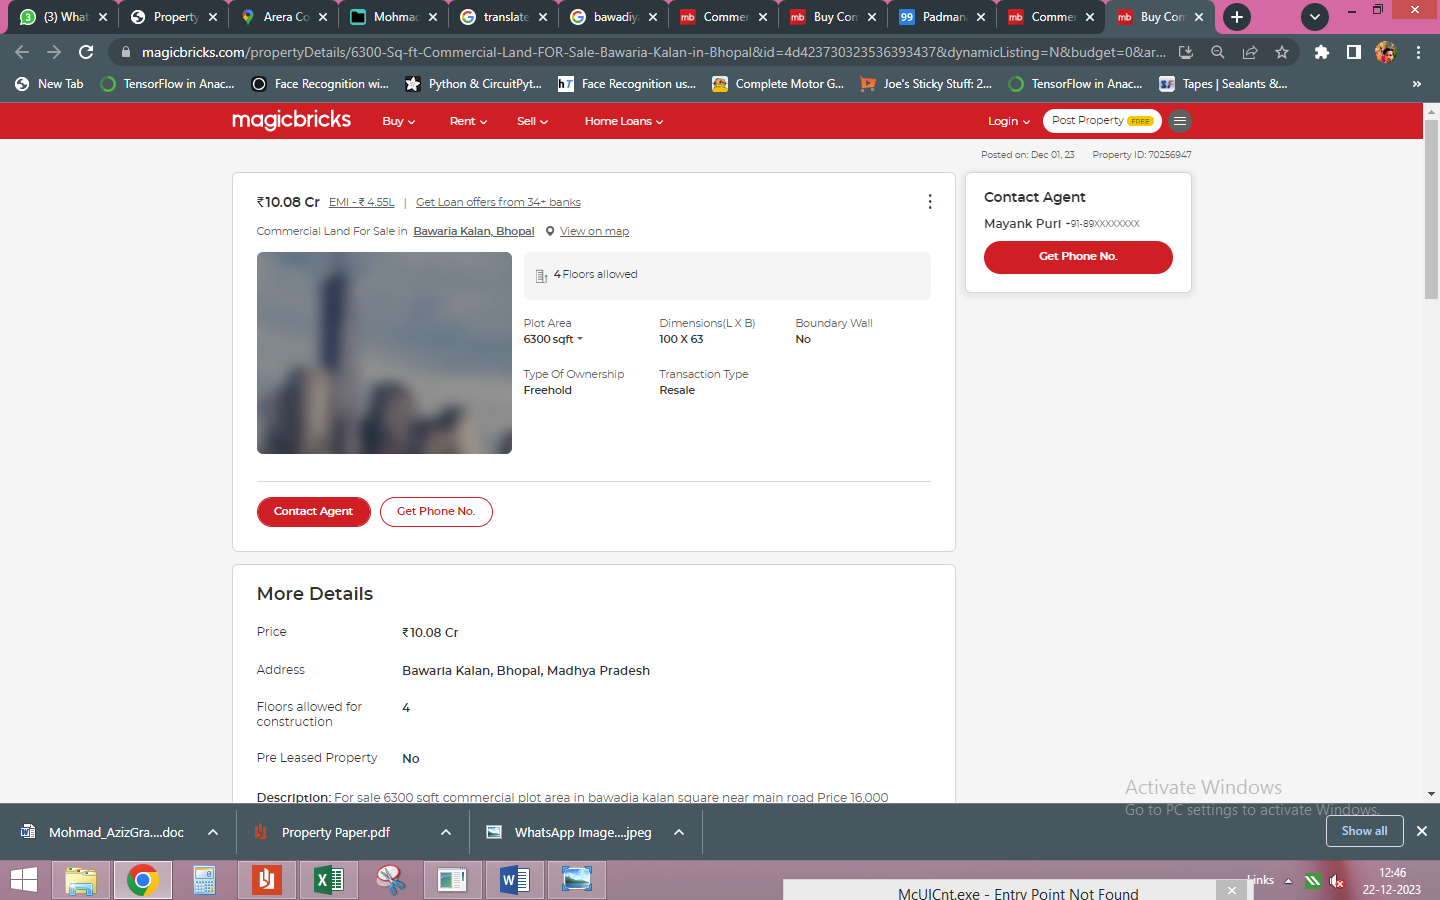 (3) What
Property
Arera Co
Mohmad
translate
bawadiya
Commer
Buy Com
Padmana
Commer
Buy Com
magicbricks.com/propertyDetails/6300-Sq-ft-Commercial-Land-FOR-Sale-Bawaria-Kalan-in-Bhopal&id=4d423730323536393437&dynamicListing=N&budget=0&ar...
New Tab
TensorFlow in Anac...
Face Recognition wi...
Python & CircuitPyt...
Face Recognition us...
Complete Motor G...
Joe's Sticky Stuff: 2...
TensorFlow in Anac...
Tapes | Sealants &...
»
magicbricks
Buy
Rent
Sell
Home Loans
Login
Post Property FREE
Posted on: Dec 01, 23 Property ID: 70256947
₹10.08 Cr EMI - ₹ 4.55L | Get Loan offers from 34+ banks
Commercial Land For Sale in Bawaria Kalan, Bhopal View on map
4 Floors allowed
Plot Area Dimensions(L X B) Boundary Wall
6300 sqft 100 X 63 No
Type Of Ownership Transaction Type
Freehold Resale
Contact Agent Get Phone No.
Contact Agent
Mayank Puri +91-89XXXXXXXX
Get Phone No.
More Details
Price ₹10.08 Cr
Address Bawaria Kalan, Bhopal, Madhya Pradesh
Floors allowed for 4
construction
Pre Leased Property No
Description: For sale 6300 sqft commercial plot area in bawadia kalan square near main road Price 16,000
Activate Windows
Go to PC settings to activate Windows.
Mohmad_AzizGra....doc
Property Paper.pdf
WhatsApp Image....jpeg
Show all
McUICnt.exe - Entry Point Not Found
Links
12:46
22-12-2023